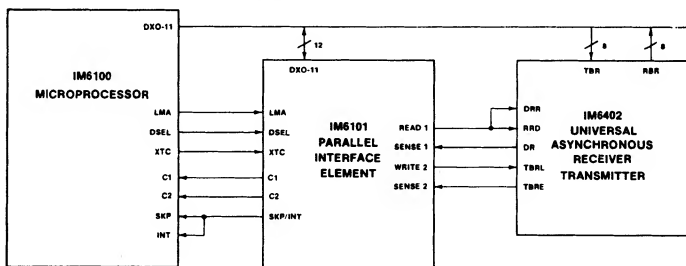 DXO-11
12
8
8
DXO-11
TBR
RBR
IM6100
MICROPROCESSOR
LMA
DSEL
XTC
C1
C2
SKP
INT
LMA
DSEL
XTC
C1
C2
SKP/INT
IM6101
PARALLEL
INTERFACE
ELEMENT
READ 1
SENSE 1
WRITE 2
SENSE 2
DRR
RRD
DR
TBRL
TBRE
IM6402
UNIVERSAL
ASYNCHRONOUS
RECEIVER
TRANSMITTER